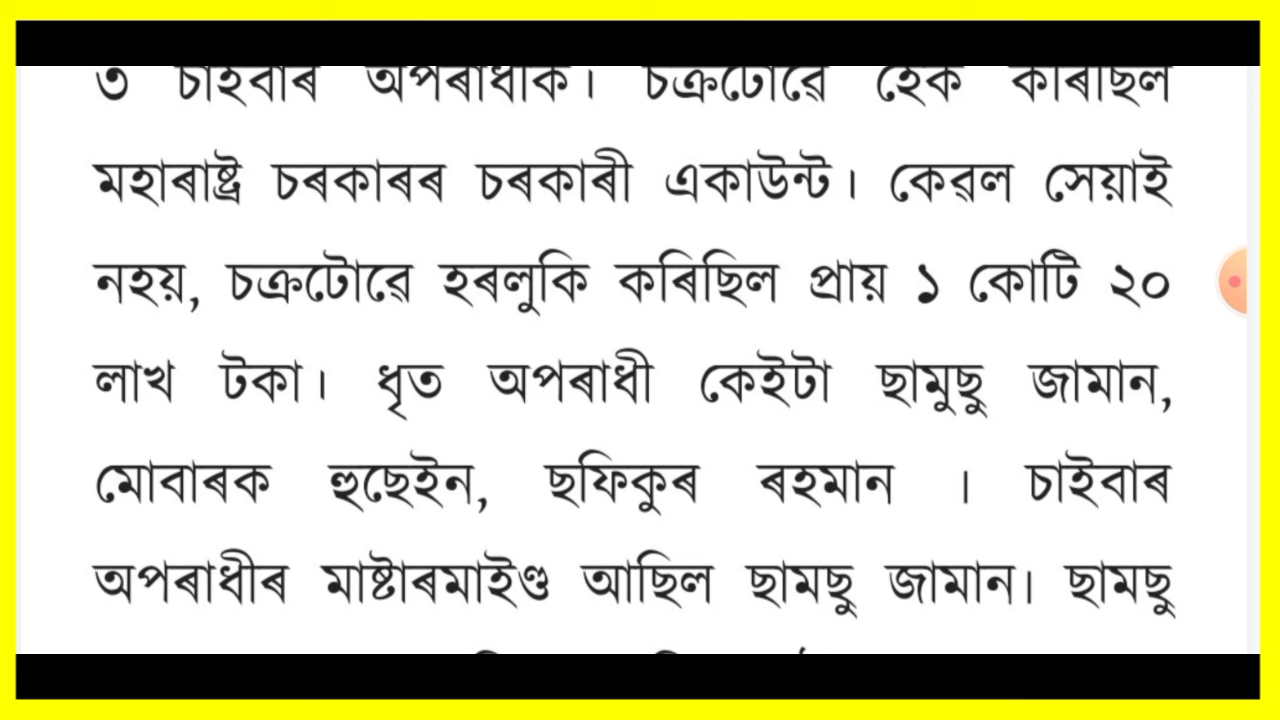 ৩ চাইবাৰ অপৰাধীক। চক্ৰটোৱে হেক কৰিছিল
মহাৰাষ্ট্ৰ চৰকাৰৰ চৰকাৰী একাউন্ট। কেৱল সেয়াই
নহয়, চক্ৰটোৱে হৰলুকি কৰিছিল প্ৰায় ১ কোটি ২০
লাখ টকা। ধৃত অপৰাধী কেইটা ছামুছু জামান,
মোবাৰক হুছেইন, ছফিকুৰ ৰহমান ।  চাইবাৰ
অপৰাধীৰ মাষ্টাৰমাইণ্ড আছিল ছামছু জামান। ছামছু